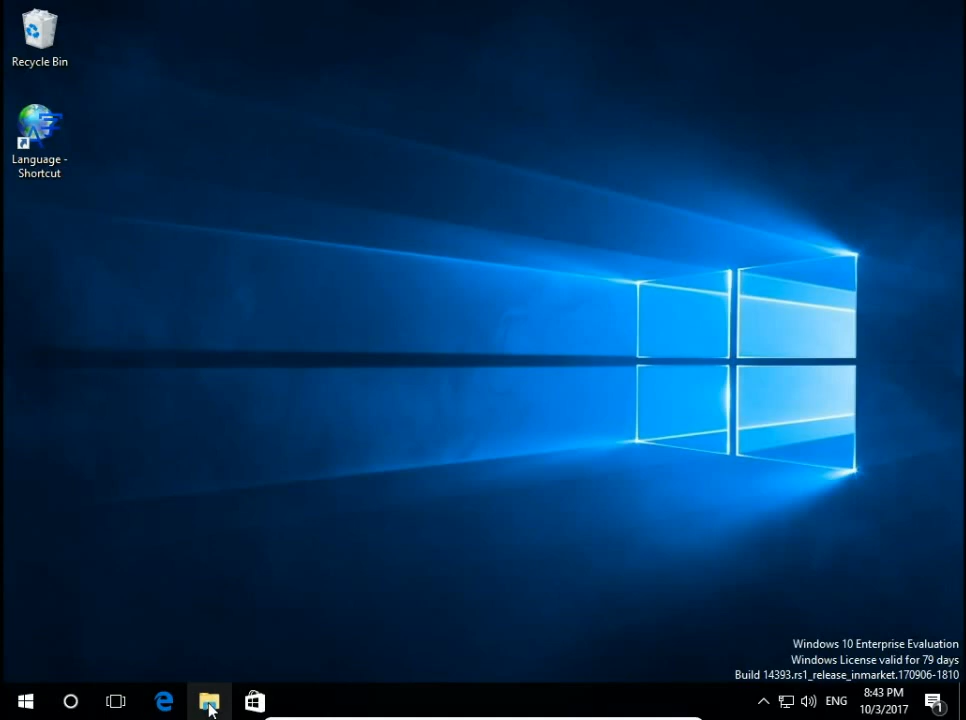 Recycle Bin
Language -
Shortcut
Windows 10 Enterprise Evaluation
Windows License valid for 79 days
Build 14393.rs1_release_inmarket.170906-1810
ENG
8:43 PM
10/3/2017
1